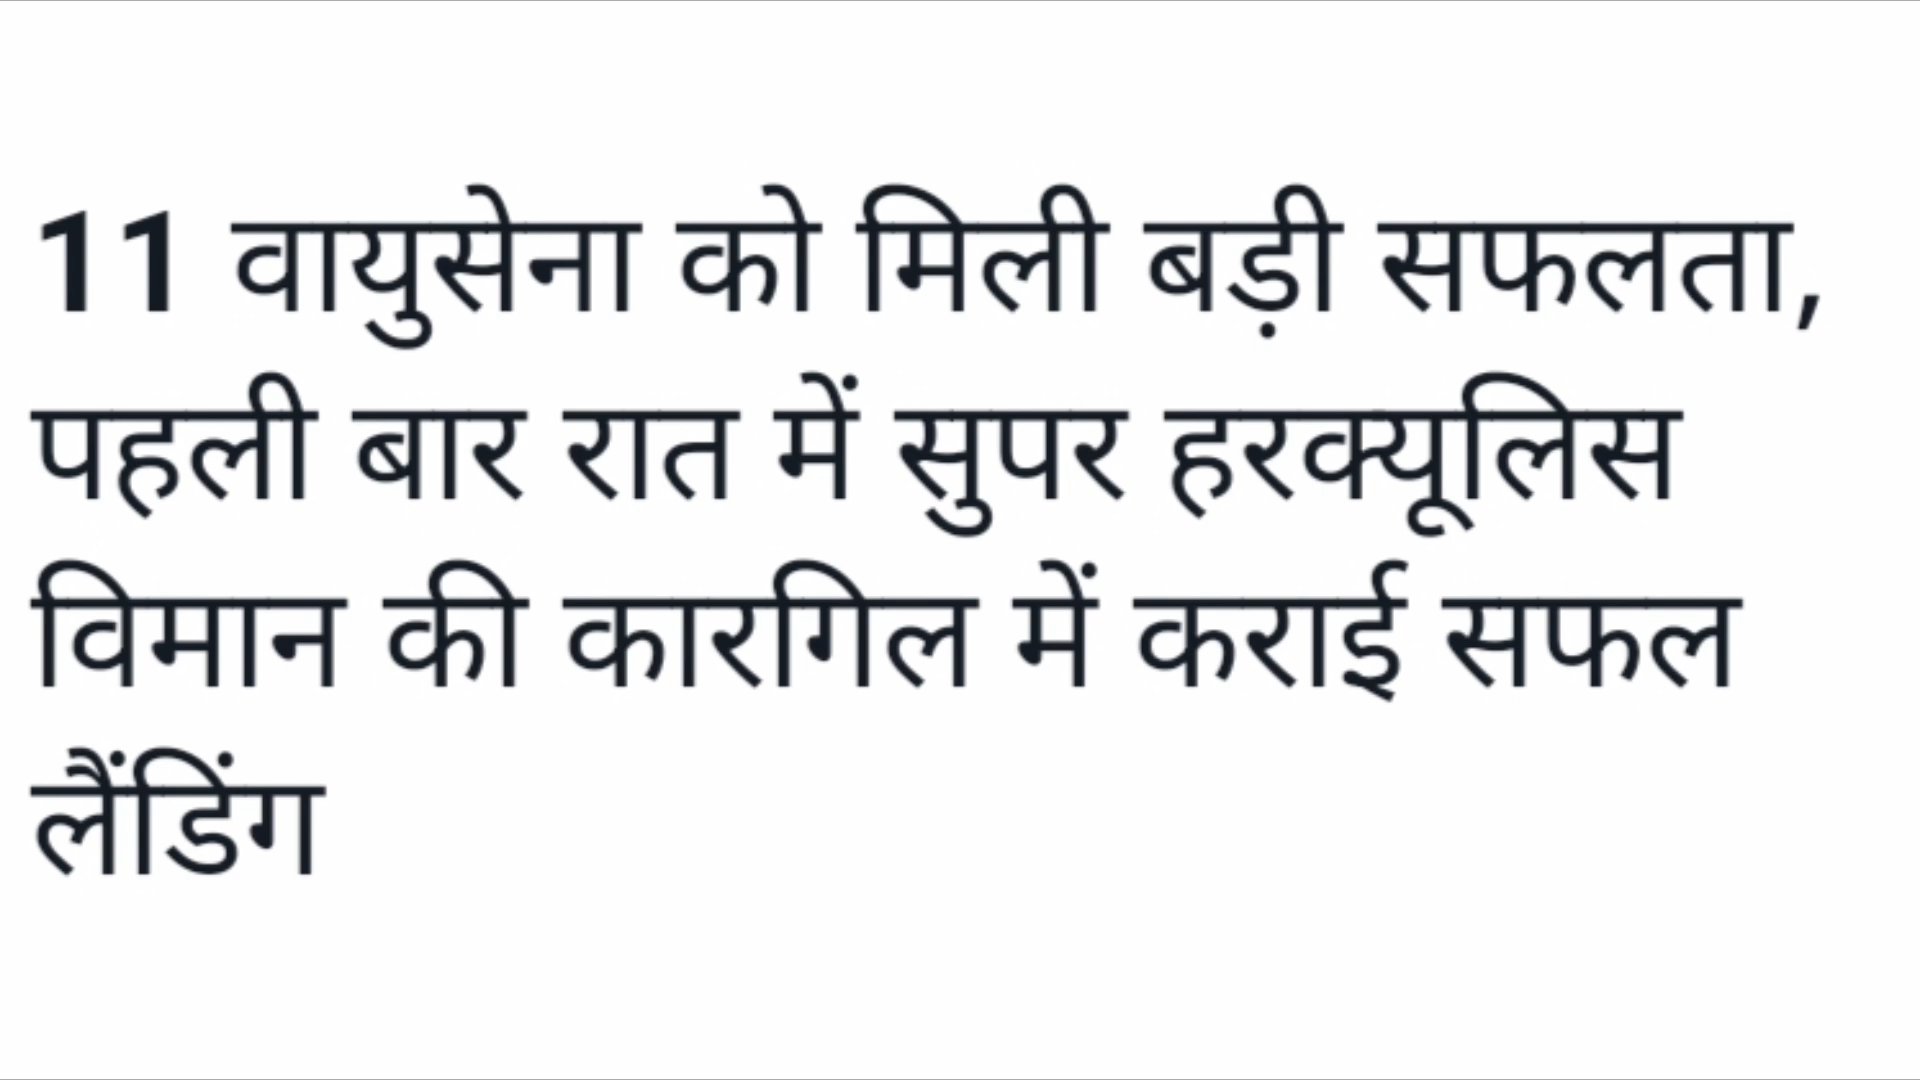 11 वायुसेना को मिली बड़ी सफलता,
पहली बार रात में सुपर हरक्यूलिस
विमान की कारगिल में कराई सफल
लैंडिंग